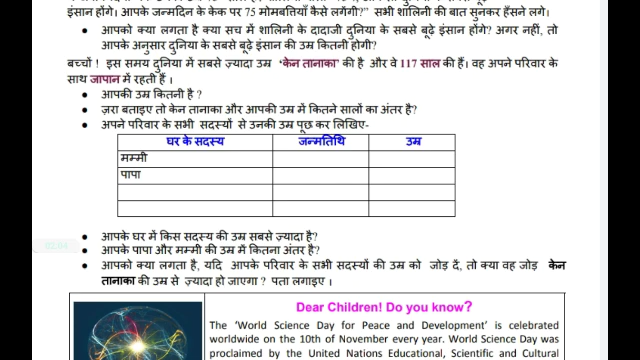 इंसान होंगे। आपके जन्मदिन के केक पर 75 मोमबत्तियाँ कैसे लगेंगी?” सभी शालिनी की बात सुनकर हँसने लगे।
• आपको क्या लगता है क्या सच में शालिनी के दादाजी दुनिया के सबसे बूढ़े इंसान होंगे? अगर नहीं, तो
आपके अनुसार दुनिया के सबसे बूढ़े इंसान की उम्र कितनी होगी?
बच्चों ! इस समय दुनिया में सबसे ज़्यादा उम्र ‘केन तानाका’ की है और वे 117 साल की हैं। वह अपने परिवार के
साथ जापान में रहती हैं ।
• आपकी उम्र कितनी है ?
• ज़रा बताइए तो केन तानाका और आपकी उम्र में कितने सालों का अंतर है?
• अपने परिवार के सभी सदस्यों से उनकी उम्र पूछ कर लिखिए-
घर के सदस्य जन्मतिथि उम्र
मम्मी
पापा
• आपके घर में किस सदस्य की उम्र सबसे ज़्यादा है?
• आपके पापा और मम्मी की उम्र में कितना अंतर है?
• आपको क्या लगता है, यदि आपके परिवार के सभी सदस्यों की उम्र को जोड़ दें, तो क्या वह जोड़ केन
तानाका की उम्र से ज़्यादा हो जाएगा ? पता लगाइए ।
Dear Children! Do you know?
The ‘World Science Day for Peace and Development’ is celebrated
worldwide on the 10th of November every year. World Science Day was
proclaimed by the United Nations Educational, Scientific and Cultural